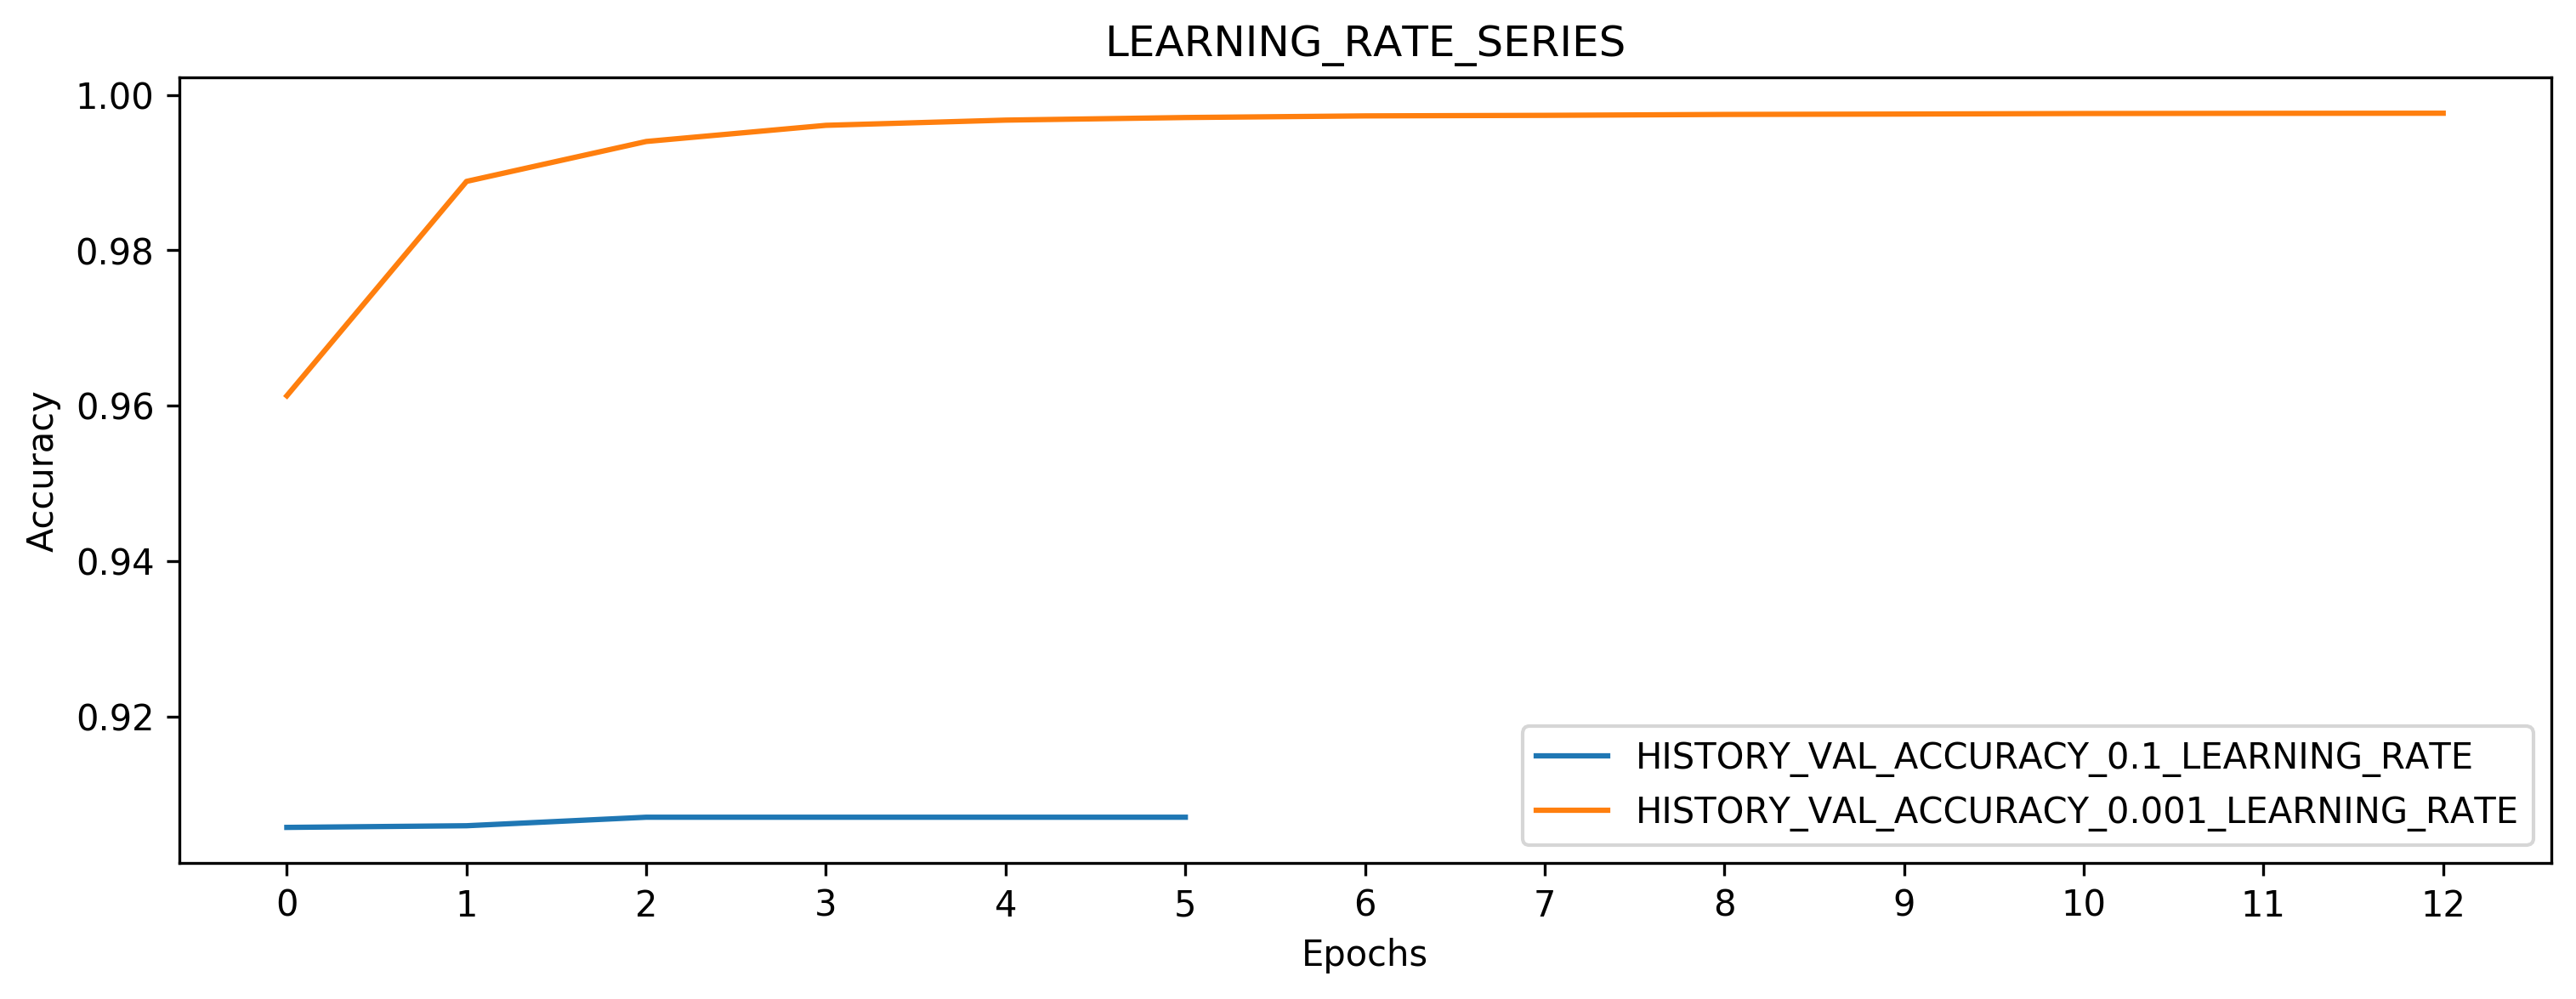 LEARNING_RATE_SERIES
1.00
0.98
0.96
0.94
0.92
Accuracy
HISTORY_VAL_ACCURACY_0.1_LEARNING_RATE
HISTORY_VAL_ACCURACY_0.001_LEARNING_RATE
0 1 2 3 4 5 6 7 8 9 10 11 12
Epochs